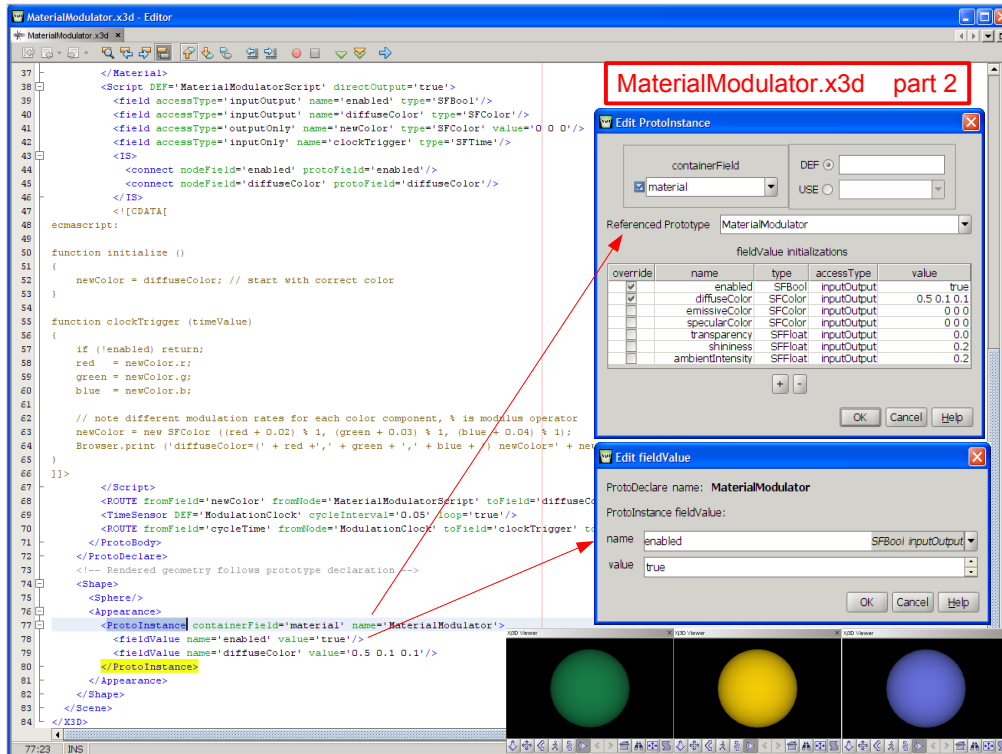 MaterialModulator.x3d - Editor
MaterialModulator.x3d
MaterialModulator.x3d part 2
37 </Material>
38 <Script DEF='MaterialModulatorScript' directOutput='true'>
39 <field accessType='inputOutput' name='enabled' type='SFBool'/>
40 <field accessType='inputOutput' name='diffuseColor' type='SFColor'/>
41 <field accessType='outputOnly' name='newColor' type='SFColor' value='0 0 0'/>
42 <field accessType='inputOnly' name='clockTrigger' type='SFTime'/>
43 <IS>
44 <connect nodeField='enabled' protoField='enabled'/>
45 <connect nodeField='diffuseColor' protoField='diffuseColor'/>
46 </IS>
47 <![CDATA[
48 ecmascript:
49
50 function initialize ()
51 {
52 newColor = diffuseColor; // start with correct color
53 }
54
55 function clockTrigger (timeValue)
56 {
57 if (!enabled) return;
58 red = newColor.r;
59 green = newColor.g;
60 blue = newColor.b;
61
62 // note different modulation rates for each color component, % is modulus operator
63 newColor = new SFColor ((red + 0.02) % 1, (green + 0.03) % 1, (blue + 0.04) % 1);
64 Browser.print ('diffuseColor=(' + red +',' + green + ',' + blue + ') newColor=' + new
65 }
66 ]]>
67 </Script>
68 <ROUTE fromField='newColor' fromNode='MaterialModulatorScript' toField='diffuseCo
69 <TimeSensor DEF='ModulationClock' cycleInterval='0.05' loop='true'/>
70 <ROUTE fromField='cycleTime' fromNode='ModulationClock' toField='clockTrigger' to
71 </ProtoBody>
72 </ProtoDeclare>
73 <!-- Rendered geometry follows prototype declaration -->
74 <Shape>
75 <Sphere/>
76 <Appearance>
77 <ProtoInstance containerField='material' name='MaterialModulator'>
78 <fieldValue name='enabled' value='true'/>
79 <fieldValue name='diffuseColor' value='0.5 0.1 0.1'/>
80 </ProtoInstance>
81 </Appearance>
82 </Shape>
83 </Scene>
84 </X3D>
77:23 INS
Edit ProtoInstance
containerField
material
DEF
USE
Referenced Prototype MaterialModulator
fieldValue initializations
override name type accessType value
enabled SFBool inputOutput true
diffuseColor SFColor inputOutput 0.5 0.1 0.1
emissiveColor SFColor inputOutput 0 0 0
specularColor SFColor inputOutput 0 0 0
transparency SFFloat inputOutput 0.0
shininess SFFloat inputOutput 0.2
ambientIntensity SFFloat inputOutput 0.2
+ -
OK Cancel Help
Edit fieldValue
ProtoDeclare name: MaterialModulator
ProtoInstance fieldValue:
name enabled SFBool inputOutput
value true
OK Cancel Help
Xj3D Viewer Xj3D Viewer Xj3D Viewer